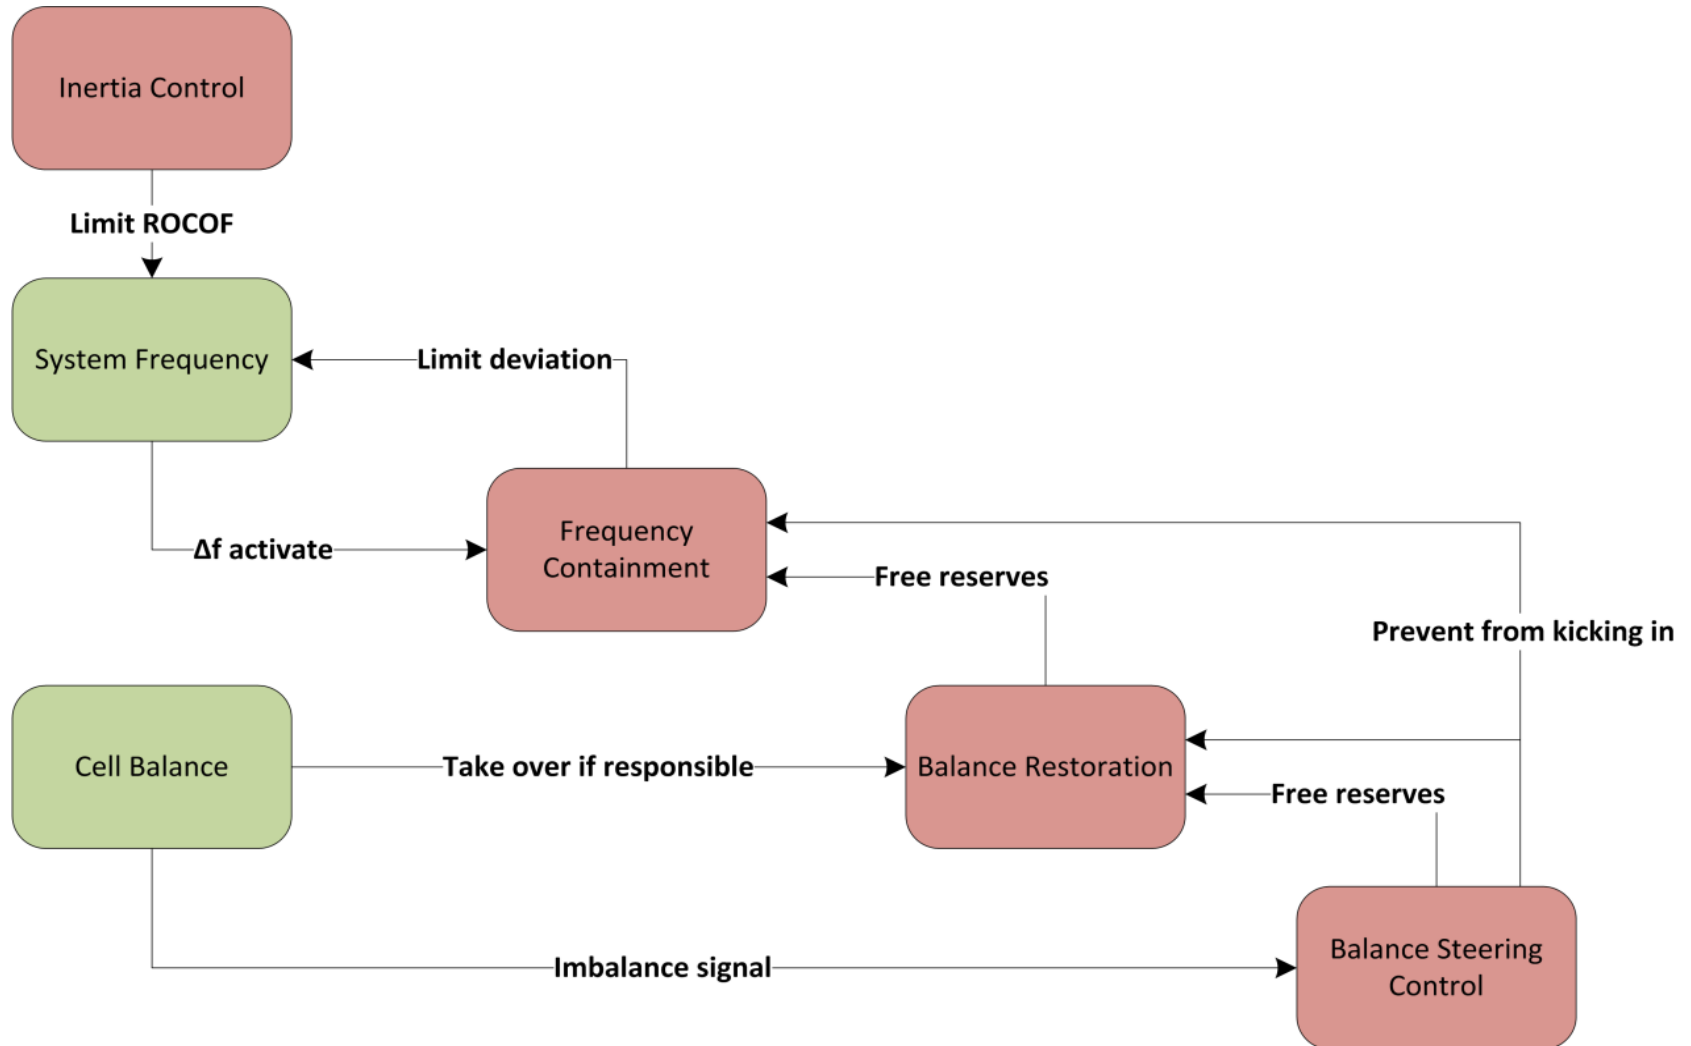 Inertia Control
Limit ROCOF
System Frequency
Limit deviation
Δf activate
Frequency
Containment
Free reserves
Prevent from kicking in
Cell Balance
Take over if responsible
Balance Restoration
Free reserves
Imbalance signal
Balance Steering
Control